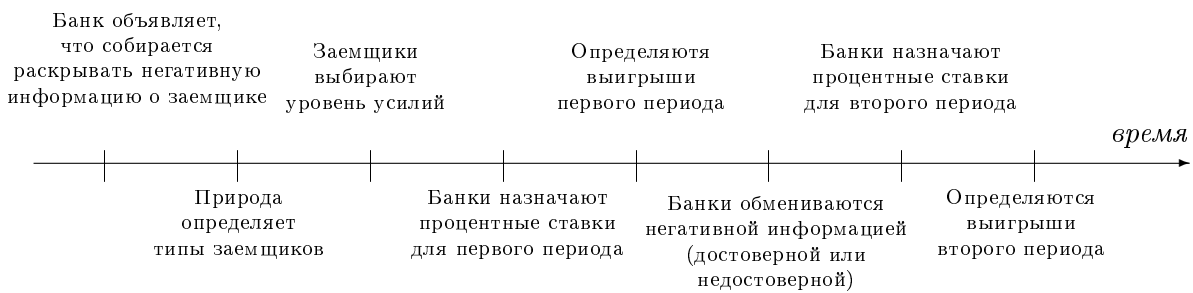 Банк объявляет,
что собирается
раскрывать негативную
информацию о заемщике
Природа
определяет
типы заемщиков
Заемщики
выбирают
уровень усилий
Банки назначают
процентные ставки
для первого периода
Определяютя
выигрыши
первого периода
Банки обмениваются
негативной информацией
(достоверной или
недостоверной)
Банки назначают
процентные ставки
для второго периода
Определяются
выигрыши
второго периода
время